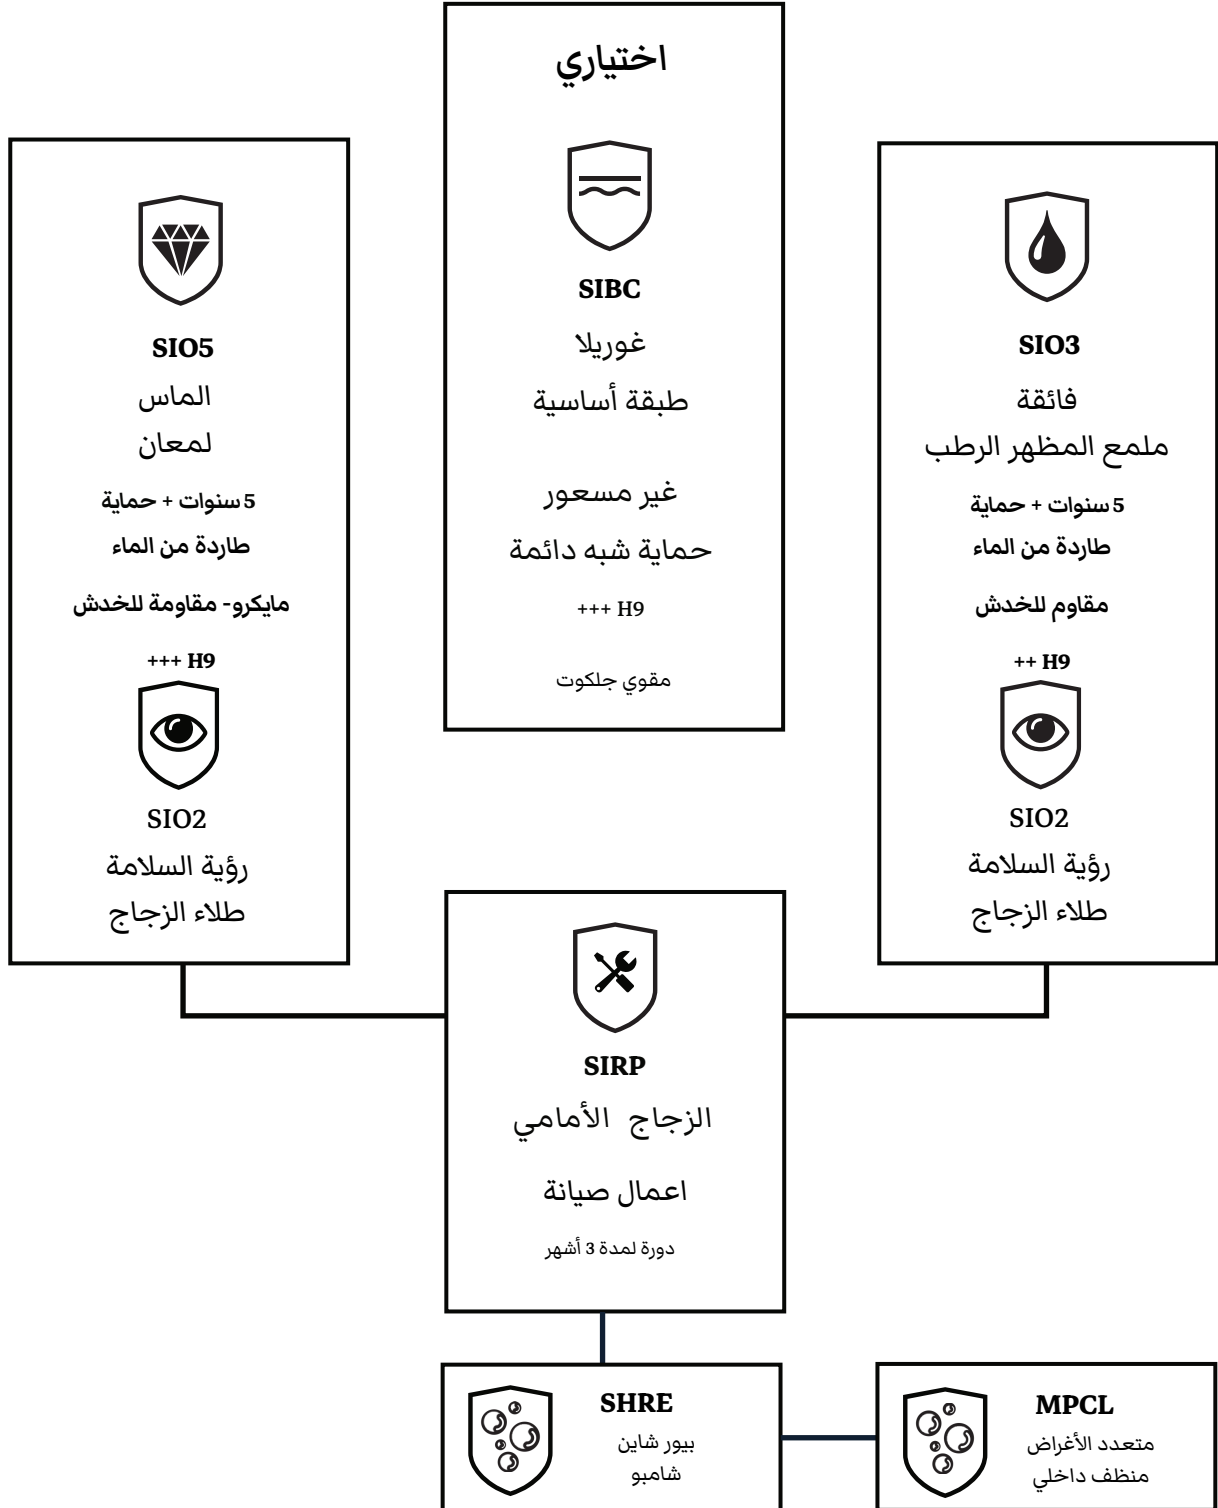 اختياري
SIBC
غوريلا
طبقة أساسية
غير مسعور
حماية شبه دائمة
+++ H9
مقوي جلكوت
SIO3
فائقة
ملمع المظهر الرطب
5 سنوات + حماية
طاردة من الماء
مقاوم للخدش
++ H9
SIO2
رؤية السلامة
طلاء الزجاج
SIO5
الماس
لمعان
5 سنوات + حماية
طاردة من الماء
مايكرو- مقاومة للخدش
+++ H9
SIO2
رؤية السلامة
طلاء الزجاج
SIRP
الزجاج الأمامي
اعمال صيانة
دورة لمدة 3 أشهر
MPCL
متعدد الأغراض
منظف داخلي
SHRE
بيور شاين
شامبو